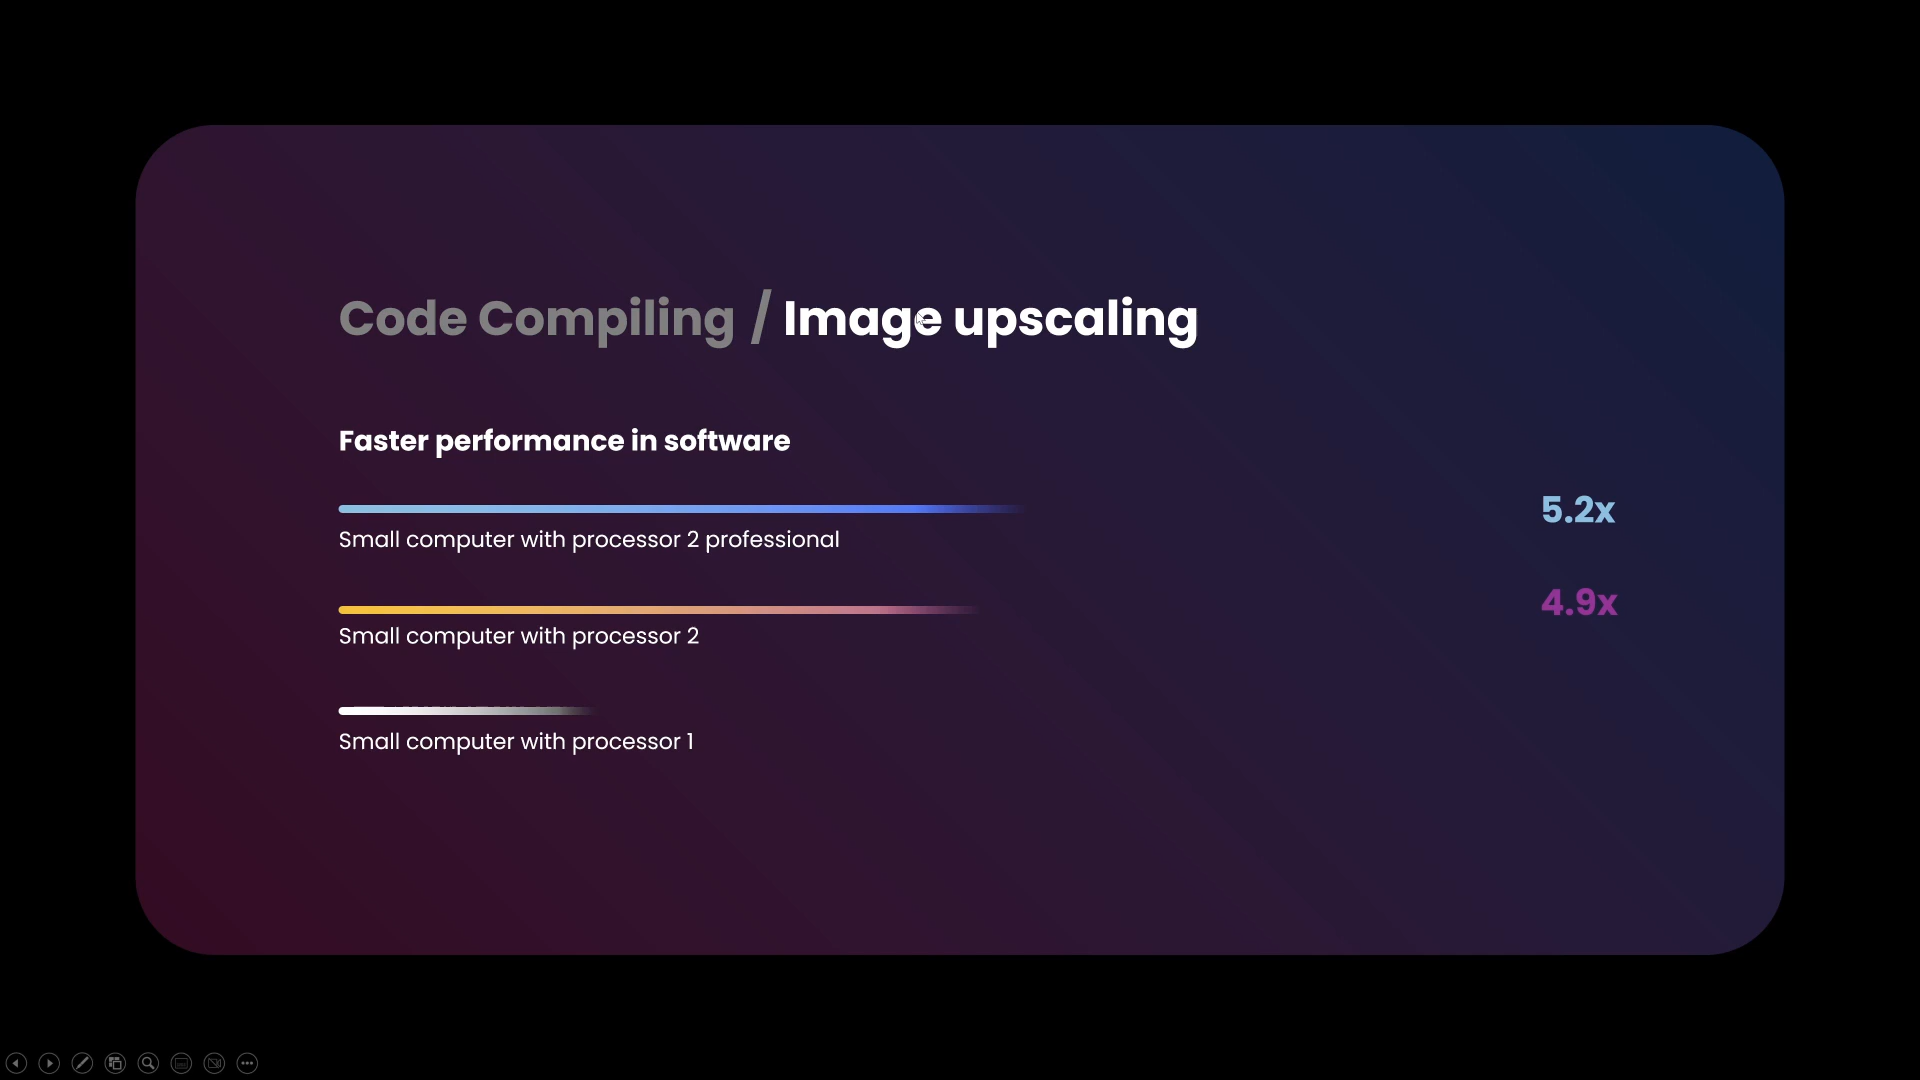 Code Compiling / Image upscaling
Faster performance in software
5.2x
Small computer with processor 2 professional
4.9x
Small computer with processor 2
Small computer with processor 1